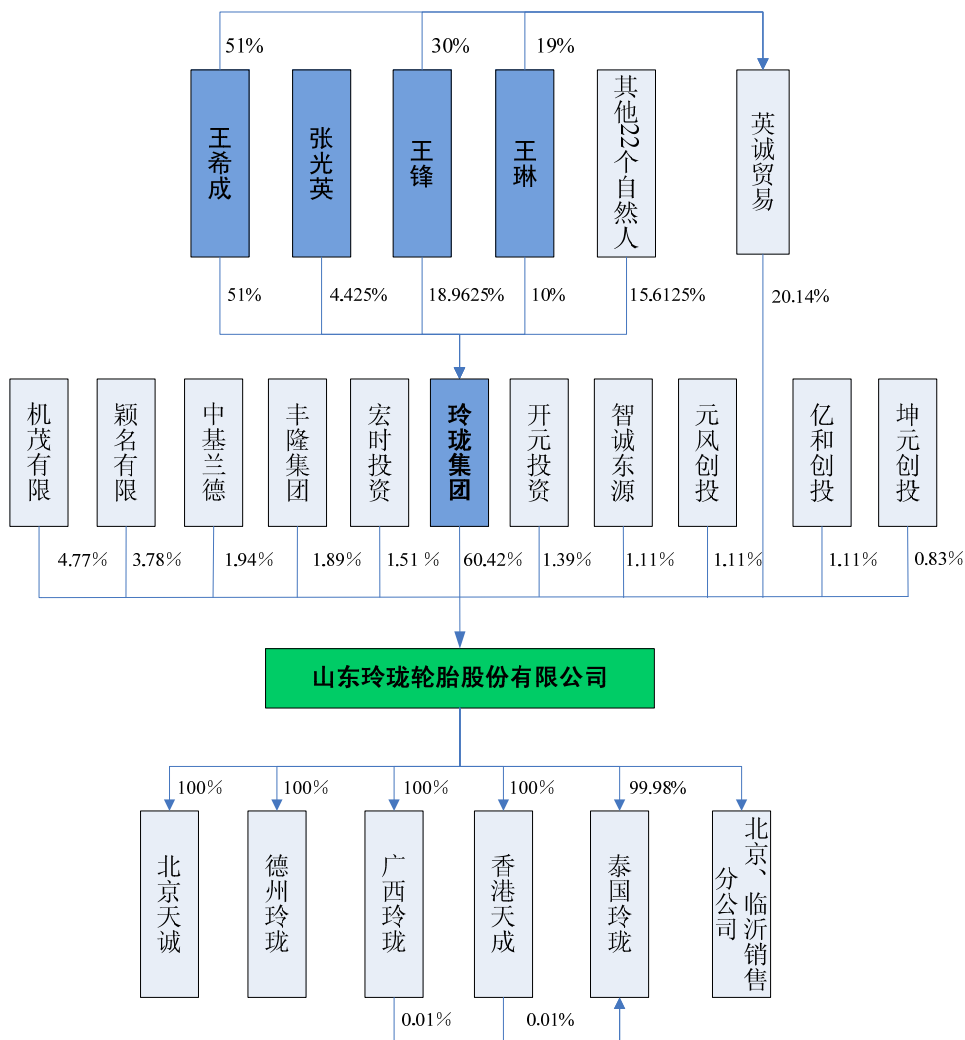 51%
30%
19%
王希成
张光英
王锋
王琳
其他22个自然人
英诚贸易
51%
4.425%
18.9625%
10%
15.6125%
20.14%
机茂有限
颖名有限
中基兰德
丰隆集团
宏时投资
玲珑集团
开元投资
智诚东源
元风创投
亿和创投
坤元创投
4.77%
3.78%
1.94%
1.89%
1.51 %
60.42%
1.39%
1.11%
1.11%
1.11%
0.83%
山东玲珑轮胎股份有限公司
100%
100%
100%
100%
99.98%
北京天诚
德州玲珑
广西玲珑
香港天成
泰国玲珑
北京、临沂销售
分公司
0.01%
0.01%